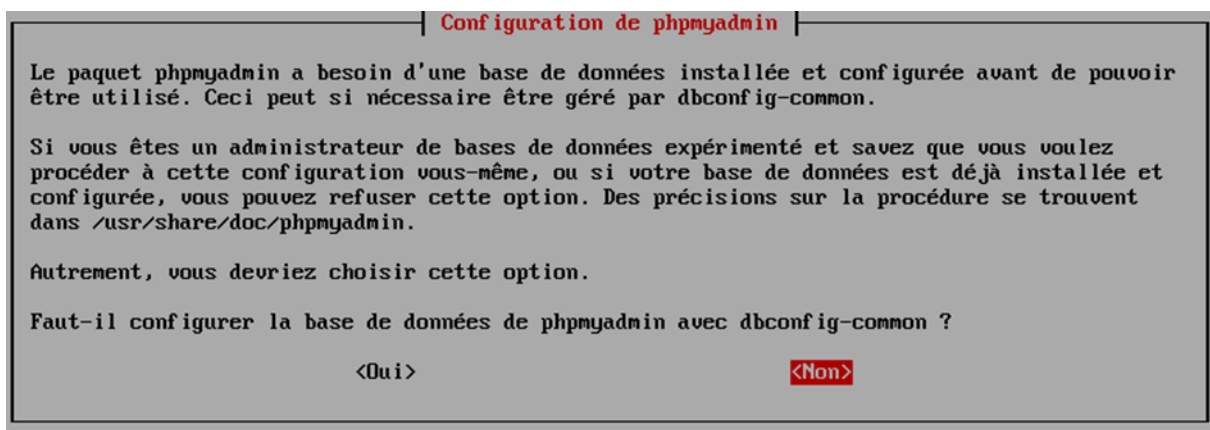 Configuration de phpmyadmin
Le paquet phpmyadmin a besoin d'une base de données installée et configurée avant de pouvoir
être utilisé. Ceci peut si nécessaire être géré par dbconfig-common.
Si vous êtes un administrateur de bases de données expérimenté et savez que vous voulez
procéder à cette configuration vous-même, ou si votre base de données est déjà installée et
configurée, vous pouvez refuser cette option. Des précisions sur la procédure se trouvent
dans /usr/share/doc/phpmyadmin.
Autrement, vous devriez choisir cette option.
Faut-il configurer la base de données de phpmyadmin avec dbconfig-common ?
<Oui> <Non>